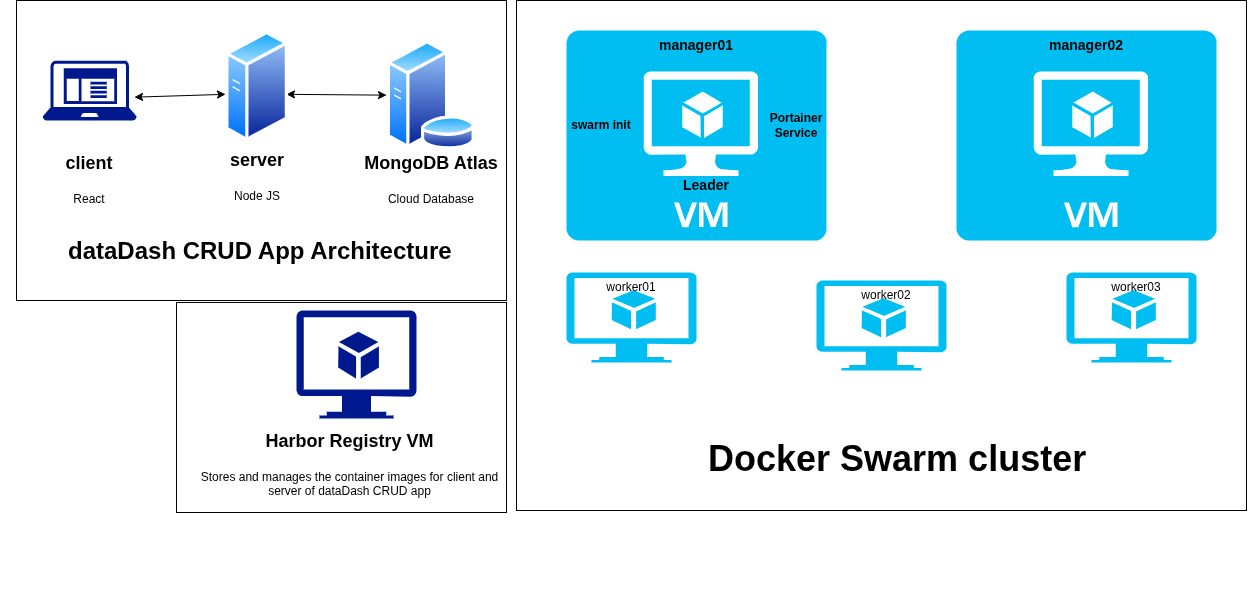 client
React
server
Node JS
MongoDB Atlas
Cloud Database
dataDash CRUD App Architecture
Harbor Registry VM
Stores and manages the container images for client and
server of dataDash CRUD app
manager01
swarm init
Portainer
Service
Leader
VM
manager02
VM
worker01
worker02
worker03
Docker Swarm cluster